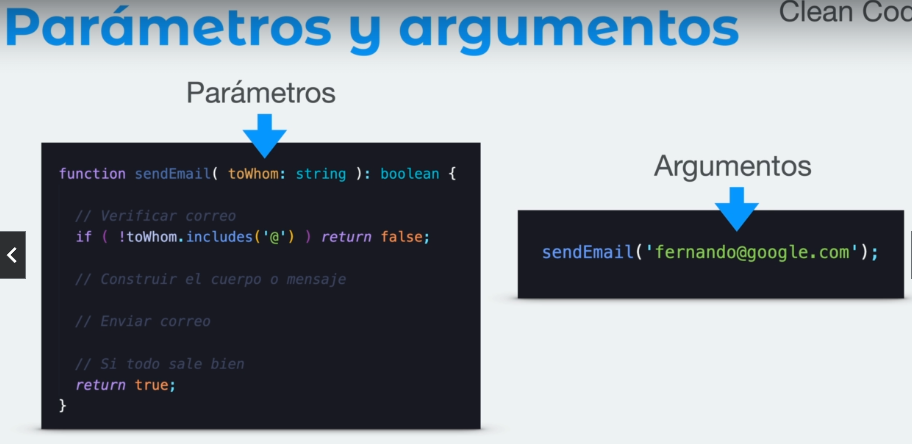 Parámetros y argumentos
Clean
Parámetros
function sendEmail( toWhom: string ): boolean {
// Verificar correo
if ( !toWhom.includes('@') ) return false;
// Construir el cuerpo o mensaje
// Enviar correo
// Si todo sale bien
return true;
}
Argumentos
sendEmail('fernando@google.com');